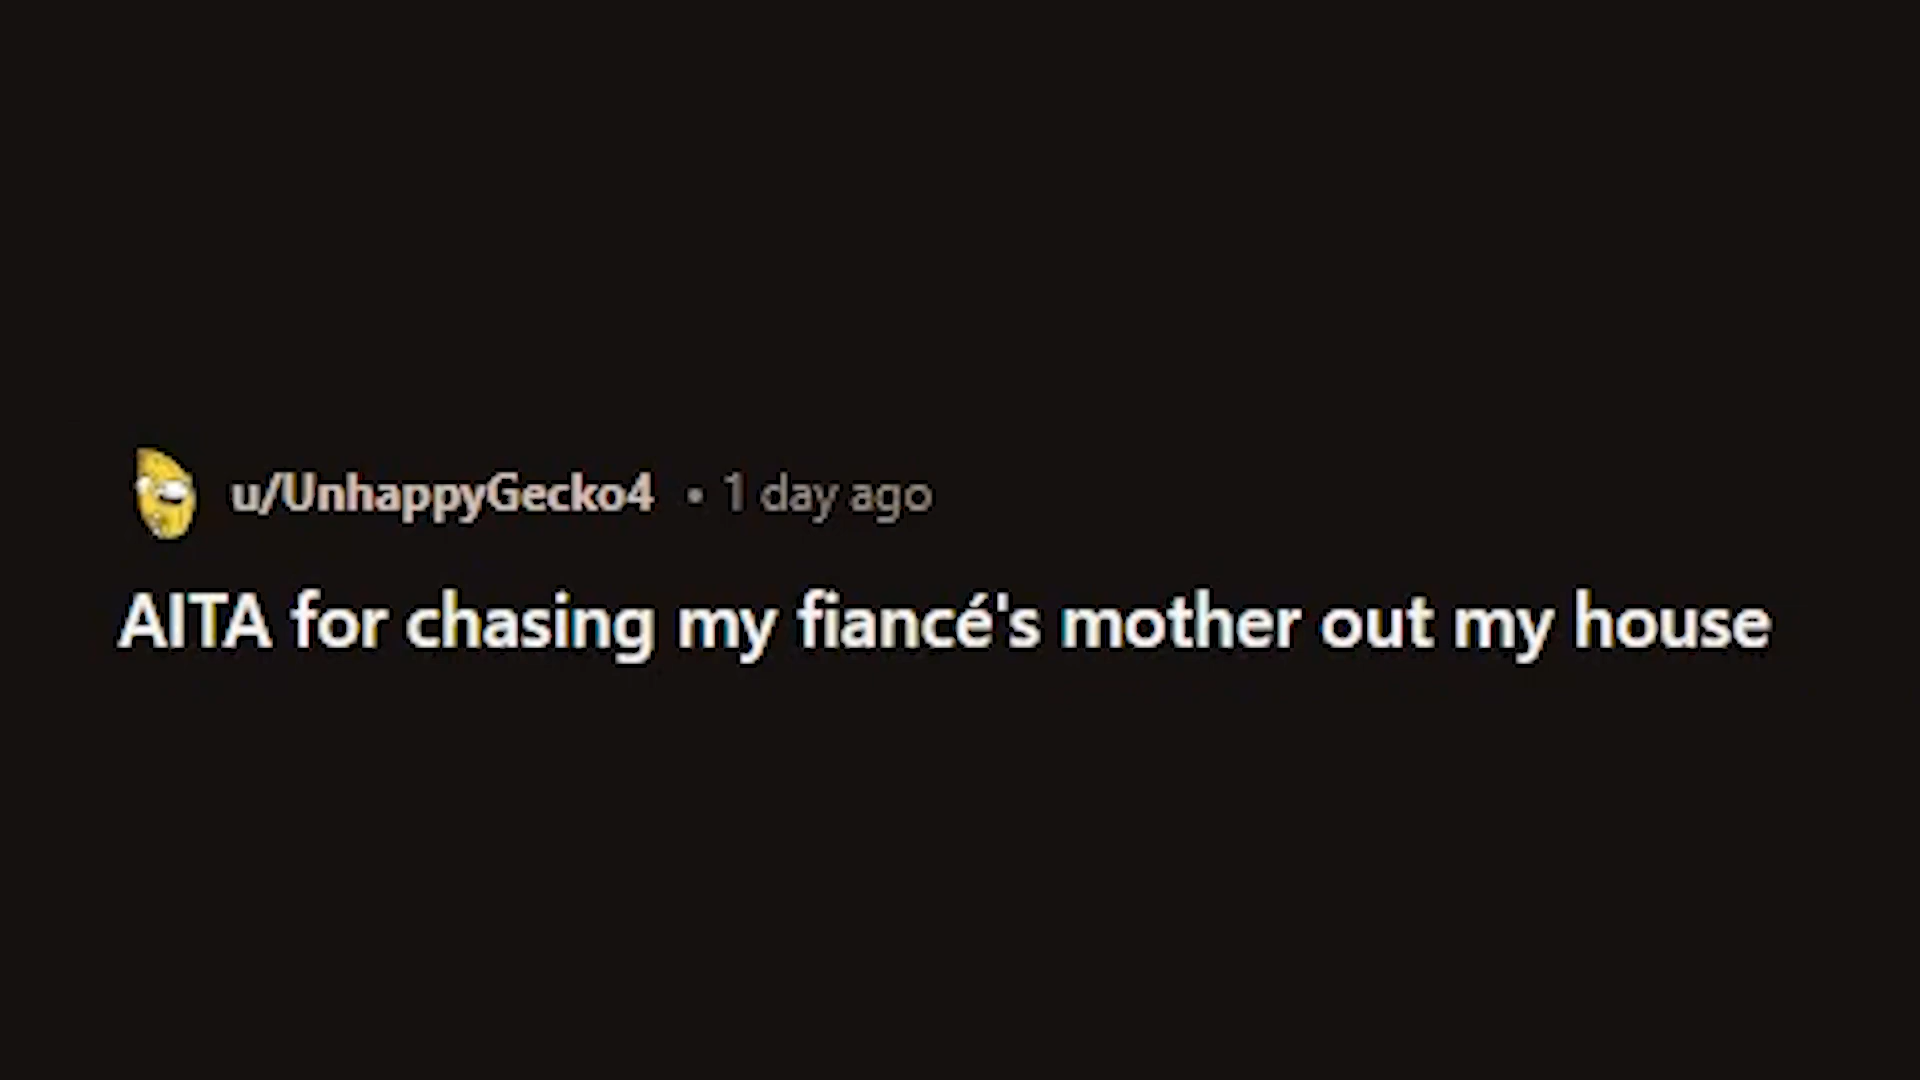 u/UnhappyGecko4 • 1 day ago
AITA for chasing my fiancé's mother out my house